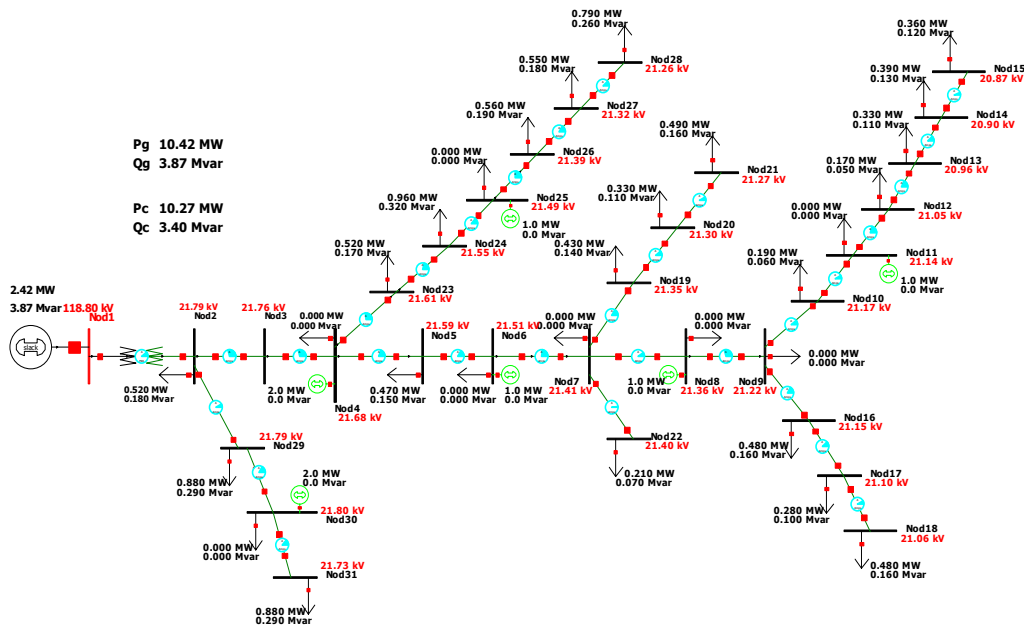 Pg 10.42 MW
Qg 3.87 Mvar
Pc 10.27 MW
Qc 3.40 Mvar
2.42 MW
3.87 Mvar
118.80 kV
Nod1
slack
21.79 kV
Nod2
0.520 MW
0.180 Mvar
21.76 kV
Nod3
0.000 MW
0.000 Mvar
2.0 MW
0.0 Mvar
Nod4
21.68 kV
21.59 kV
Nod5
0.470 MW
0.150 Mvar
21.51 kV
Nod6
0.000 MW
0.000 Mvar
1.0 MW
0.0 Mvar
0.000 MW
0.000 Mvar
Nod7
21.41 kV
0.000 MW
0.000 Mvar
1.0 MW
0.0 Mvar
Nod8
21.36 kV
Nod9
21.22 kV
0.000 MW
0.000 Mvar
0.190 MW
0.060 Mvar
Nod10
21.17 kV
0.000 MW
0.000 Mvar
Nod11
21.14 kV
1.0 MW
0.0 Mvar
0.170 MW
0.050 Mvar
Nod12
21.05 kV
0.330 MW
0.110 Mvar
Nod13
20.96 kV
0.390 MW
0.130 Mvar
Nod14
20.90 kV
0.360 MW
0.120 Mvar
Nod15
20.87 kV
Nod16
21.15 kV
0.480 MW
0.160 Mvar
Nod17
21.10 kV
0.280 MW
0.100 Mvar
Nod18
21.06 kV
0.480 MW
0.160 Mvar
0.430 MW
0.140 Mvar
Nod19
21.35 kV
0.330 MW
0.110 Mvar
Nod20
21.30 kV
0.490 MW
0.160 Mvar
Nod21
21.27 kV
Nod22
21.40 kV
0.210 MW
0.070 Mvar
0.520 MW
0.170 Mvar
Nod23
21.61 kV
0.960 MW
0.320 Mvar
Nod24
21.55 kV
0.000 MW
0.000 Mvar
Nod25
21.49 kV
1.0 MW
0.0 Mvar
0.560 MW
0.190 Mvar
Nod26
21.39 kV
0.550 MW
0.180 Mvar
Nod27
21.32 kV
0.790 MW
0.260 Mvar
Nod28
21.26 kV
21.79 kV
Nod29
0.880 MW
0.290 Mvar
2.0 MW
0.0 Mvar
21.80 kV
Nod30
0.000 MW
0.000 Mvar
21.73 kV
Nod31
0.880 MW
0.290 Mvar